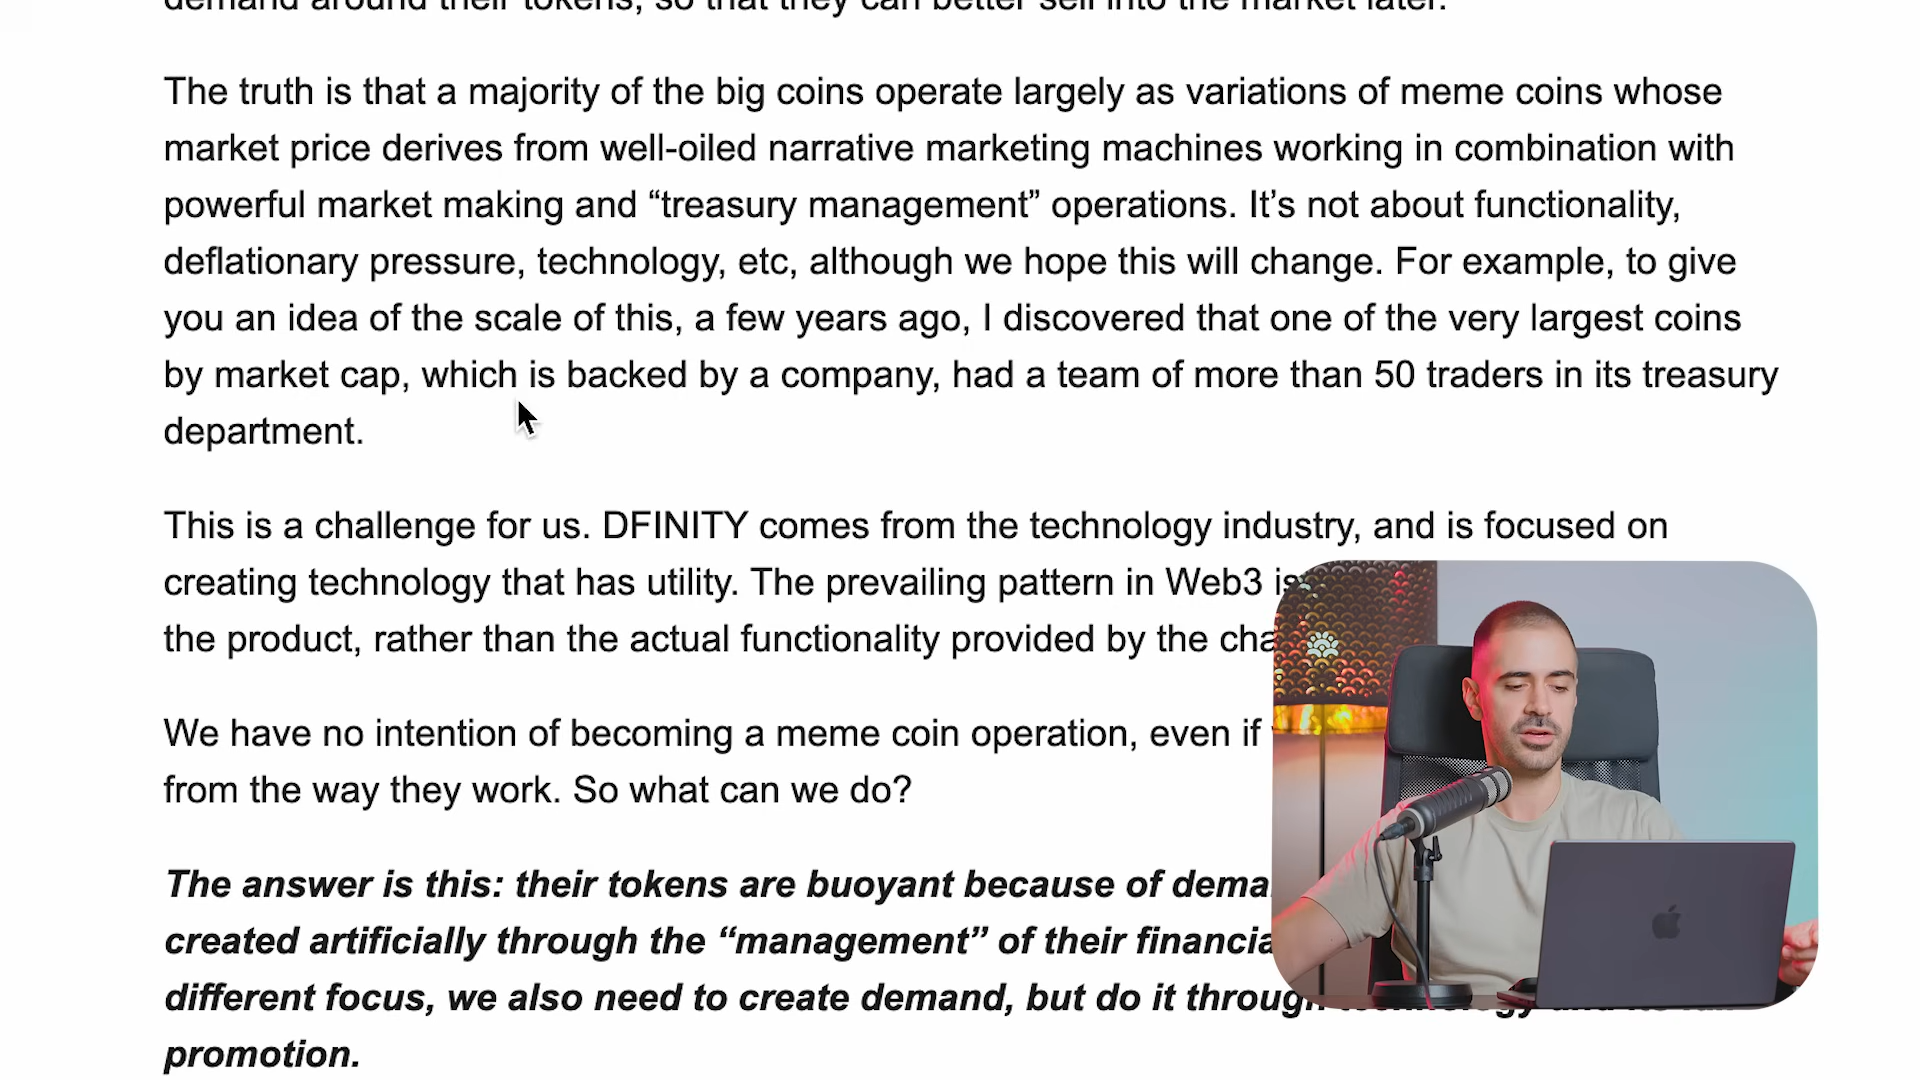 demand around their tokens, so that they can better sell into the market later.
The truth is that a majority of the big coins operate largely as variations of meme coins whose
market price derives from well-oiled narrative marketing machines working in combination with
powerful market making and “treasury management” operations. It’s not about functionality,
deflationary pressure, technology, etc, although we hope this will change. For example, to give
you an idea of the scale of this, a few years ago, I discovered that one of the very largest coins
by market cap, which is backed by a company, had a team of more than 50 traders in its treasury
department.
This is a challenge for us. DFINITY comes from the technology industry, and is focused on
creating technology that has utility. The prevailing pattern in Web3 is
the product, rather than the actual functionality provided by the
We have no intention of becoming a meme coin operation, even if
from the way they work. So what can we do?
The answer is this: their tokens are buoyant because of
created artificially through the “management” of their
different focus, we also need to create demand, but do it through
promotion.